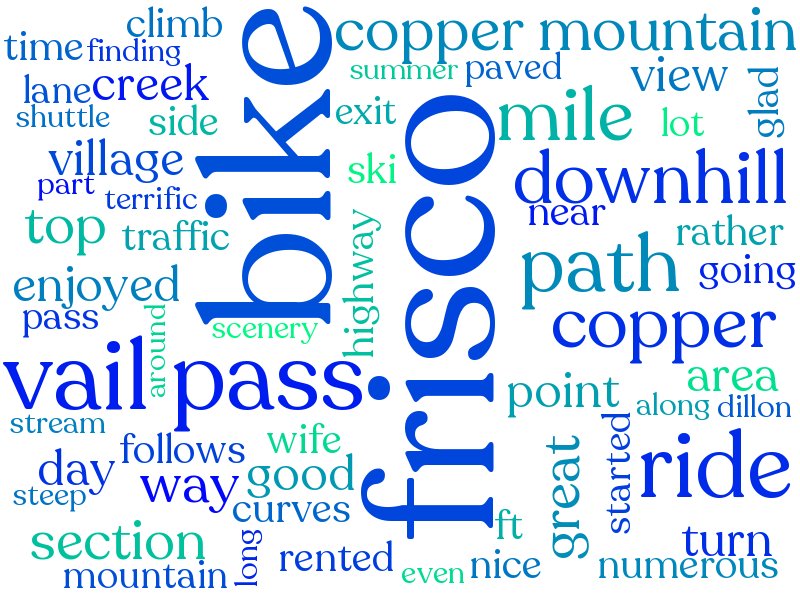 climb
time
finding
bike
copper mountain
summer
paved
view
glad
lane
creek
shuttle
side
exit
frisco
mile
lot
village
ski
downhill
part
terrific
near
top
traffic
highway
path
rather
going
enjoyed
pass
scenery
around
copper
vail pass
point
area
along
dillon
stream
follows
wife
day
good
way
steep
curves
great
started
ride
section
long
rented
ft
turn
mountain
even
nice
numerous